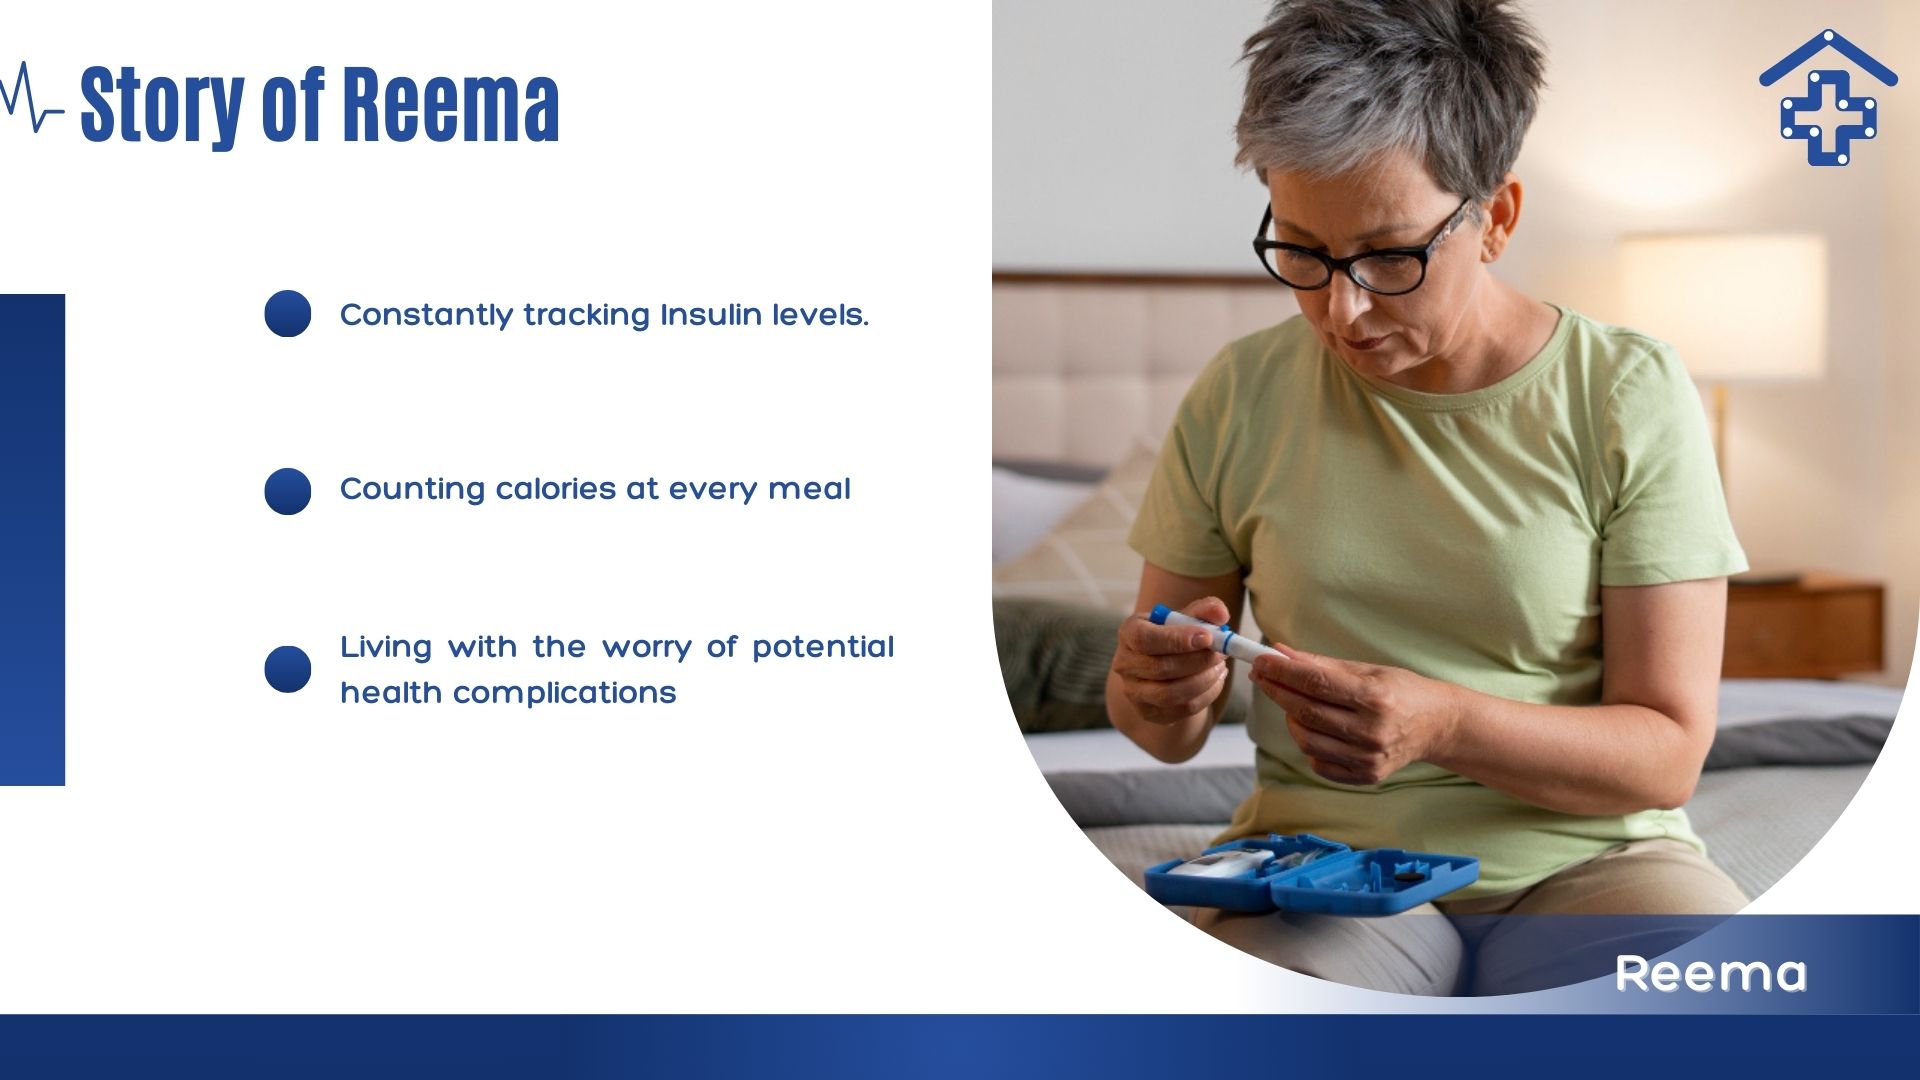 Story of Reema
Constantly tracking Insulin levels.
Counting calories at every meal
Living with the worry of potential
health complications
Reema